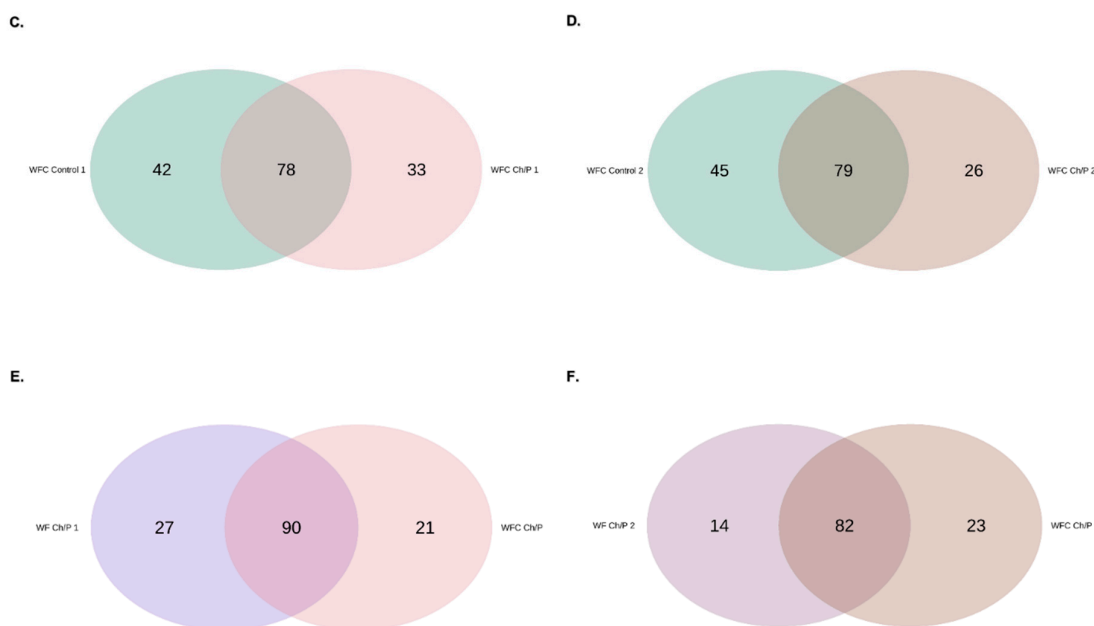 C.
D.
WFC Control 1 42 78 33 WFC Ch/P 1
WFC Control 2 45 79 26 WFC Ch/P 2
E.
F.
WF Ch/P 1 27 90 21 WFC Ch/P
WF Ch/P 2 14 82 23 WFC Ch/P